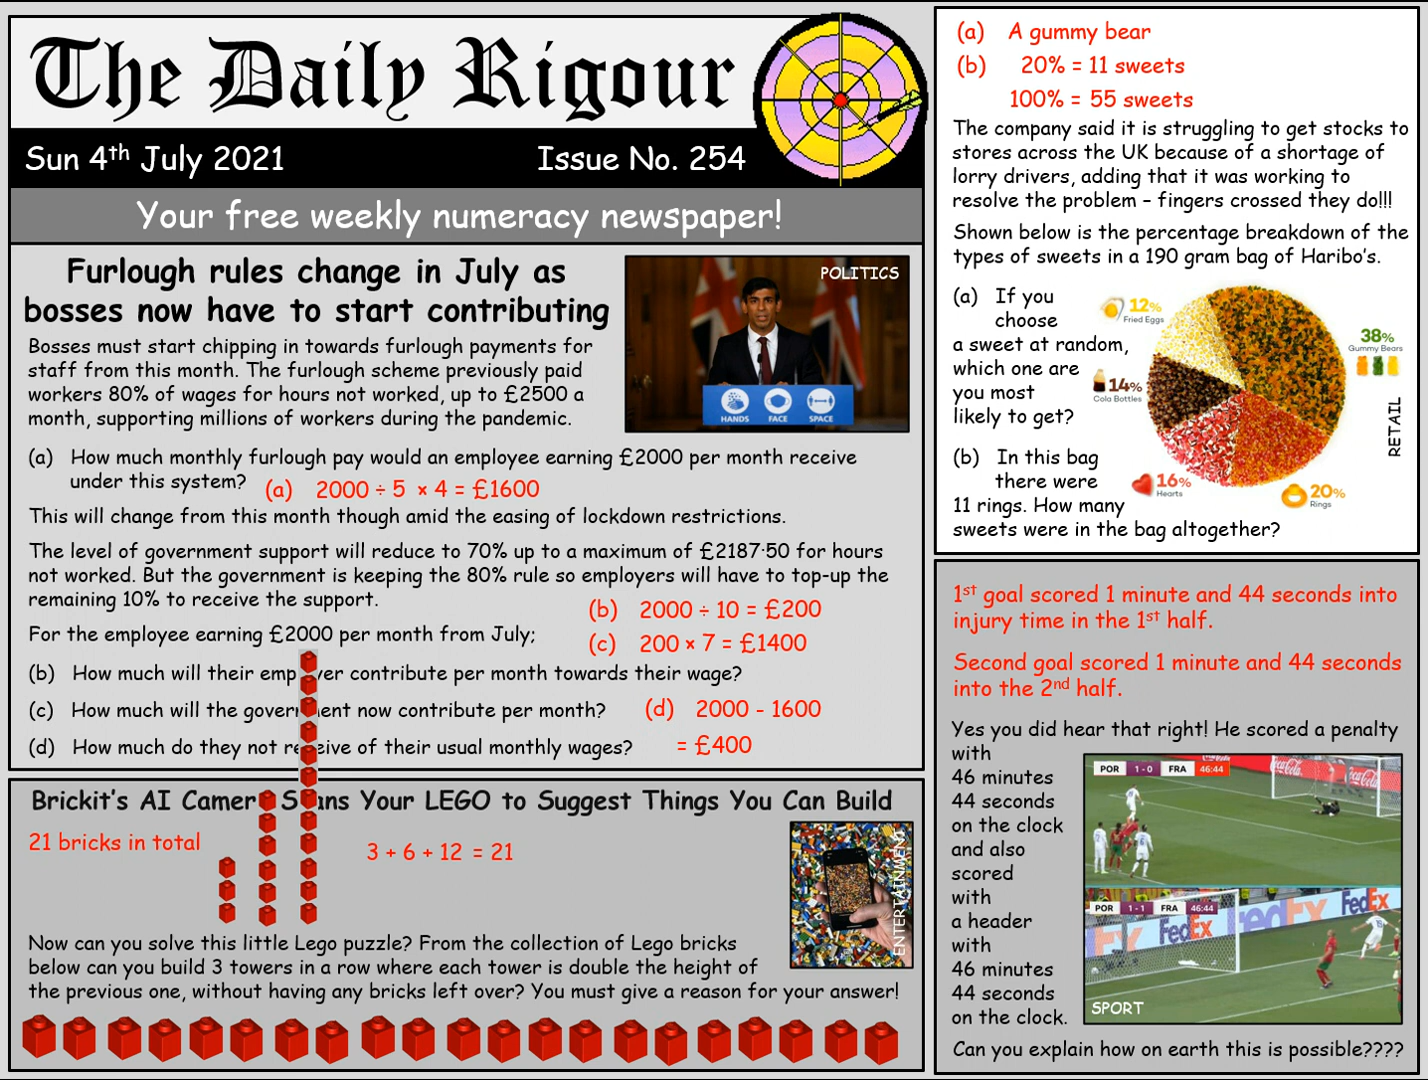 The Daily Rigour
Sun 4th July 2021 Issue No. 254
Your free weekly numeracy newspaper!
Furlough rules change in July as
bosses now have to start contributing
POLITICS
HANDS FACE SPACE
Bosses must start chipping in towards furlough payments for
staff from this month. The furlough scheme previously paid
workers 80% of wages for hours not worked, up to £2500 a
month, supporting millions of workers during the pandemic.
(a) How much monthly furlough pay would an employee earning £2000 per month receive
under this system? (a) 2000 ÷ 5 × 4 = £1600
This will change from this month though amid the easing of lockdown restrictions.
The level of government support will reduce to 70% up to a maximum of £2187·50 for hours
not worked. But the government is keeping the 80% rule so employers will have to top-up the
remaining 10% to receive the support.
(b) 2000 ÷ 10 = £200
For the employee earning £2000 per month from July;
(c) 200 × 7 = £1400
(b) How much will their emp ver contribute per month towards their wage?
(c) How much will the govern ent now contribute per month? (d) 2000 - 1600
(d) How much do they not re eive of their usual monthly wages? = £400
Brickit's AI Camer S ans Your LEGO to Suggest Things You Can Build
21 bricks in total
3 + 6 + 12 = 21
ENTERTAINMENT
Now can you solve this little Lego puzzle? From the collection of Lego bricks
below can you build 3 towers in a row where each tower is double the height of
the previous one, without having any bricks left over? You must give a reason for your answer!
(a) A gummy bear
(b) 20% = 11 sweets
100% = 55 sweets
The company said it is struggling to get stocks to
stores across the UK because of a shortage of
lorry drivers, adding that it was working to
resolve the problem – fingers crossed they do!!!
Shown below is the percentage breakdown of the
types of sweets in a 190 gram bag of Haribo's.
(a) If you
choose
a sweet at random,
which one are
you most
likely to get?
(b) In this bag
there were
11 rings. How many
sweets were in the bag altogether?
12%
Fried Eggs
38%
Gummy Bears
14%
Cola Bottles
16%
Hearts
20%
Rings
RETAIL
1st goal scored 1 minute and 44 seconds into
injury time in the 1st half.
Second goal scored 1 minute and 44 seconds
into the 2nd half.
Yes you did hear that right! He scored a penalty
with
46 minutes
44 seconds
on the clock
and also
scored
with
a header
with
46 minutes
44 seconds
on the clock.
POR 1-0 FRA 46:44
Coca-Cola
Coca-Cola
POR 1-1 FRA 46:44
FedEx
FedEx
FedEx
SPORT
Can you explain how on earth this is possible????